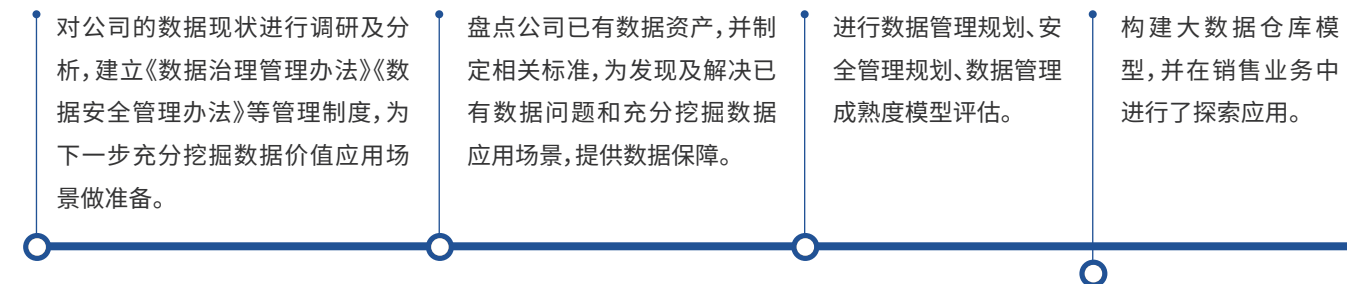 对公司的数据现状进行调研及分
析，建立《数据治理管理办法》《数
据安全管理办法》等管理制度，为
下一步充分挖掘数据价值应用场
景做准备。
盘点公司已有数据资产，并制
定相关标准，为发现及解决已
有数据问题和充分挖掘数据
应用场景，提供数据保障。
进行数据管理规划、安
全管理规划、数据管理
成熟度模型评估。
构建大数据仓库模
型，并在销售业务中
进行了探索应用。